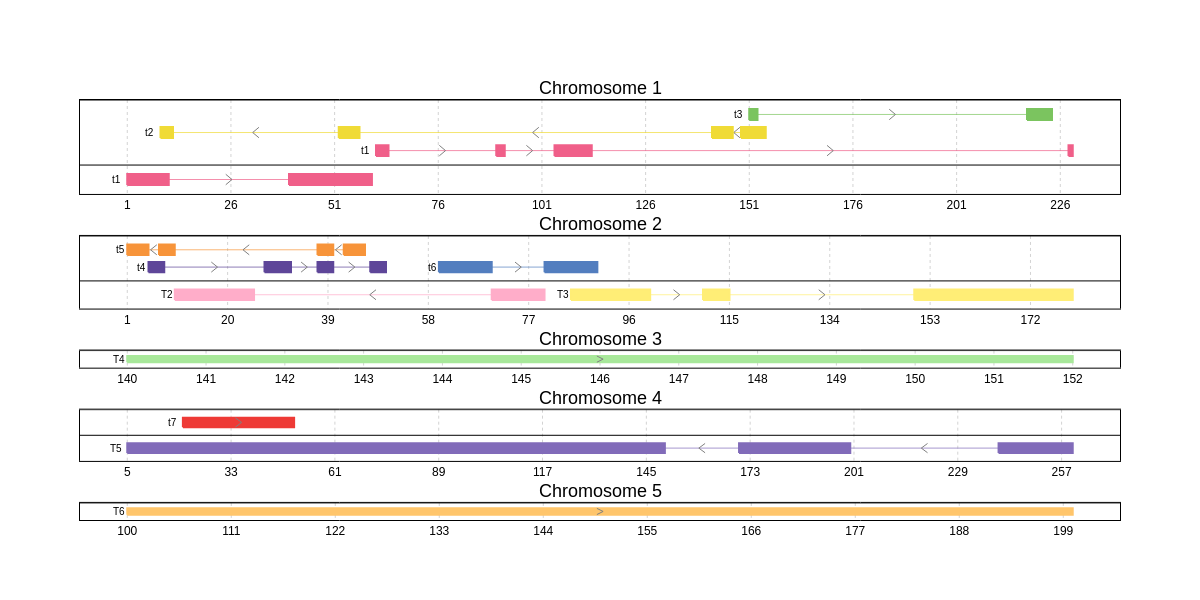 Chromosome 1
t3
t2
t1
t1
1 26 51 76 101 126 151 176 201 226
Chromosome 2
t5
t4 t6
T2 T3
1 20 39 58 77 96 115 134 153 172
Chromosome 3
T4
140 141 142 143 144 145 146 147 148 149 150 151 152
Chromosome 4
t7
T5
5 33 61 89 117 145 173 201 229 257
Chromosome 5
T6
100 111 122 133 144 155 166 177 188 199